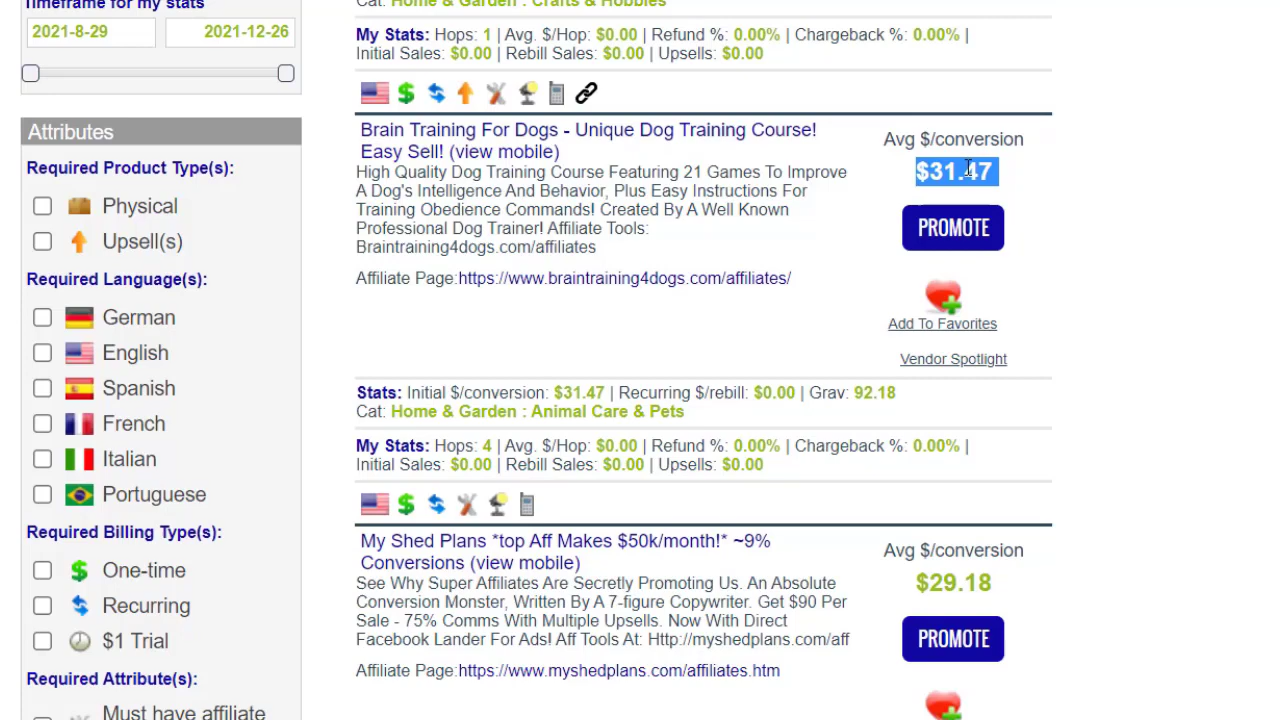 Timeframe for my stats
2021-8-29 2021-12-26
Attributes
Required Product Type(s):
Physical
Upsell(s)
Required Language(s):
German
English
Spanish
French
Italian
Portuguese
Required Billing Type(s):
One-time
Recurring
$1 Trial
Required Attribute(s):
Must have affiliate
Cat: Home & Garden : Crafts & Hobbies
My Stats: Hops: 1 | Avg. $/Hop: $0.00 | Refund %: 0.00% | Chargeback %: 0.00% |
Initial Sales: $0.00 | Rebill Sales: $0.00 | Upsells: $0.00
Brain Training For Dogs - Unique Dog Training Course!
Easy Sell! (view mobile)
High Quality Dog Training Course Featuring 21 Games To Improve
A Dog's Intelligence And Behavior, Plus Easy Instructions For
Training Obedience Commands! Created By A Well Known
Professional Dog Trainer! Affiliate Tools:
Braintraining4dogs.com/affiliates
Affiliate Page:https://www.braintraining4dogs.com/affiliates/
Avg $/conversion
$31.47
PROMOTE
Add To Favorites
Vendor Spotlight
Stats: Initial $/conversion: $31.47 | Recurring $/rebill: $0.00 | Grav: 92.18
Cat: Home & Garden : Animal Care & Pets
My Stats: Hops: 4 | Avg. $/Hop: $0.00 | Refund %: 0.00% | Chargeback %: 0.00% |
Initial Sales: $0.00 | Rebill Sales: $0.00 | Upsells: $0.00
My Shed Plans *top Aff Makes $50k/month!* ~9%
Conversions (view mobile)
See Why Super Affiliates Are Secretly Promoting Us. An Absolute
Conversion Monster, Written By A 7-figure Copywriter. Get $90 Per
Sale - 75% Comms With Multiple Upsells. Now With Direct
Facebook Lander For Ads! Aff Tools At: Http://myshedplans.com/aff
Affiliate Page:https://www.myshedplans.com/affiliates.htm
Avg $/conversion
$29.18
PROMOTE